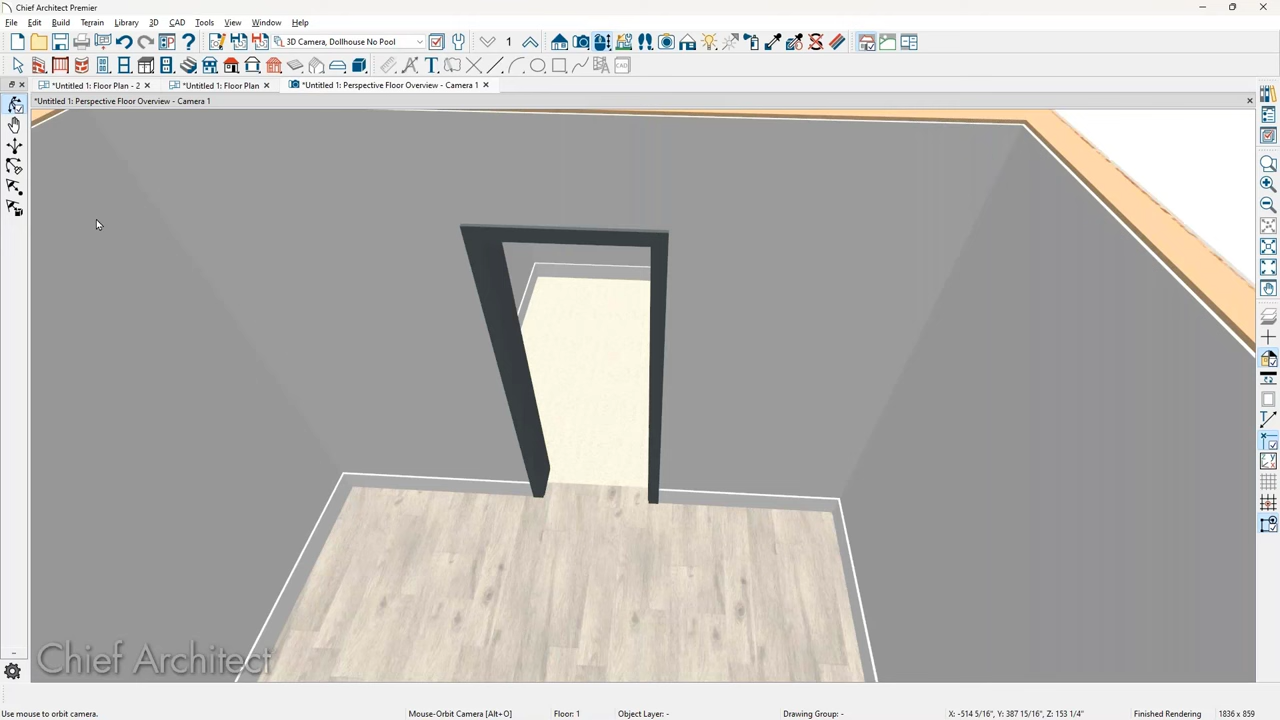 Chief Architect Premier
File Edit Build Terrain Library 3D CAD Tools View Window Help
3D Camera, Dollhouse No Pool 1
*Untitled 1: Floor Plan - 2 *Untitled 1: Floor Plan *Untitled 1: Perspective Floor Overview - Camera 1
*Untitled 1: Perspective Floor Overview - Camera 1
Chief Architect
Use mouse to orbit camera. Mouse-Orbit Camera [Alt+O] Floor: 1 Object Layer: - Drawing Group: - X: -514 5/16", Y: 387 15/16", Z: 153 1/4" Finished Rendering 1836 x 859